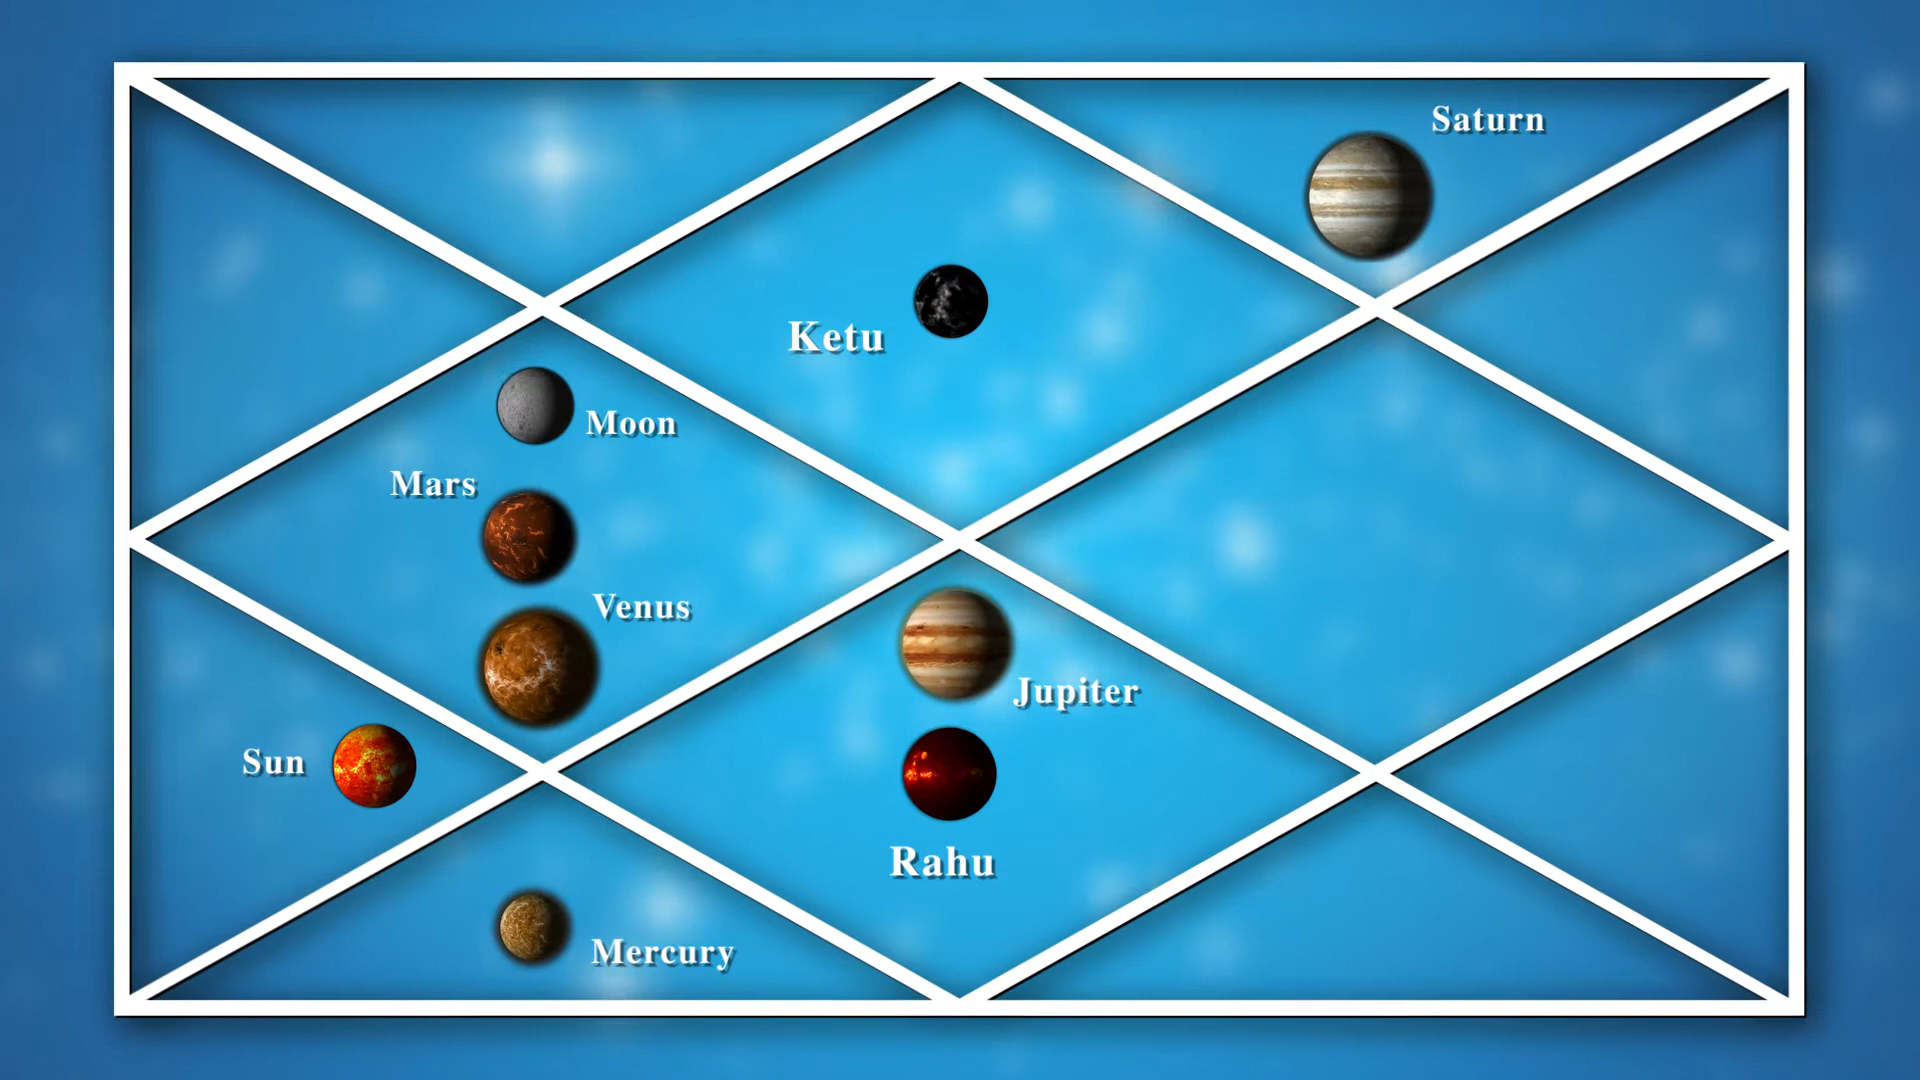 Saturn
Ketu
Moon
Mars
Venus
Jupiter
Sun
Rahu
Mercury